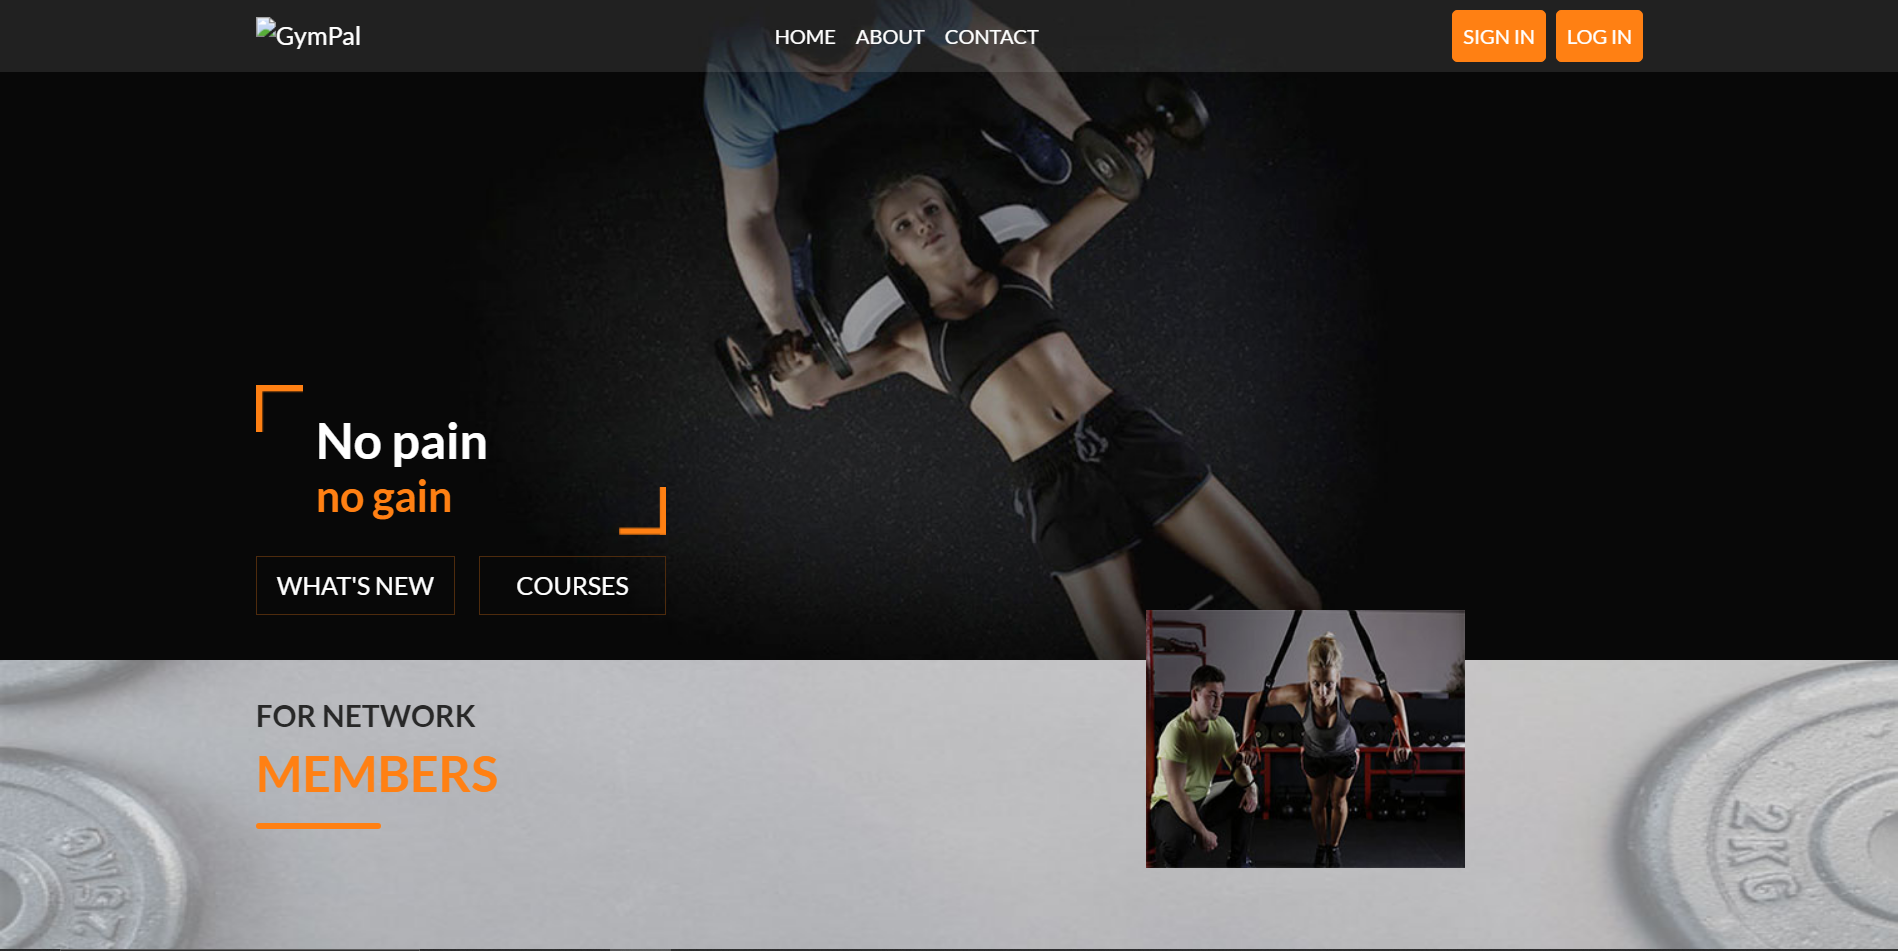 GymPal
HOME ABOUT CONTACT
SIGN IN LOG IN
No pain
no gain
WHAT'S NEW COURSES
FOR NETWORK
MEMBERS
2KG